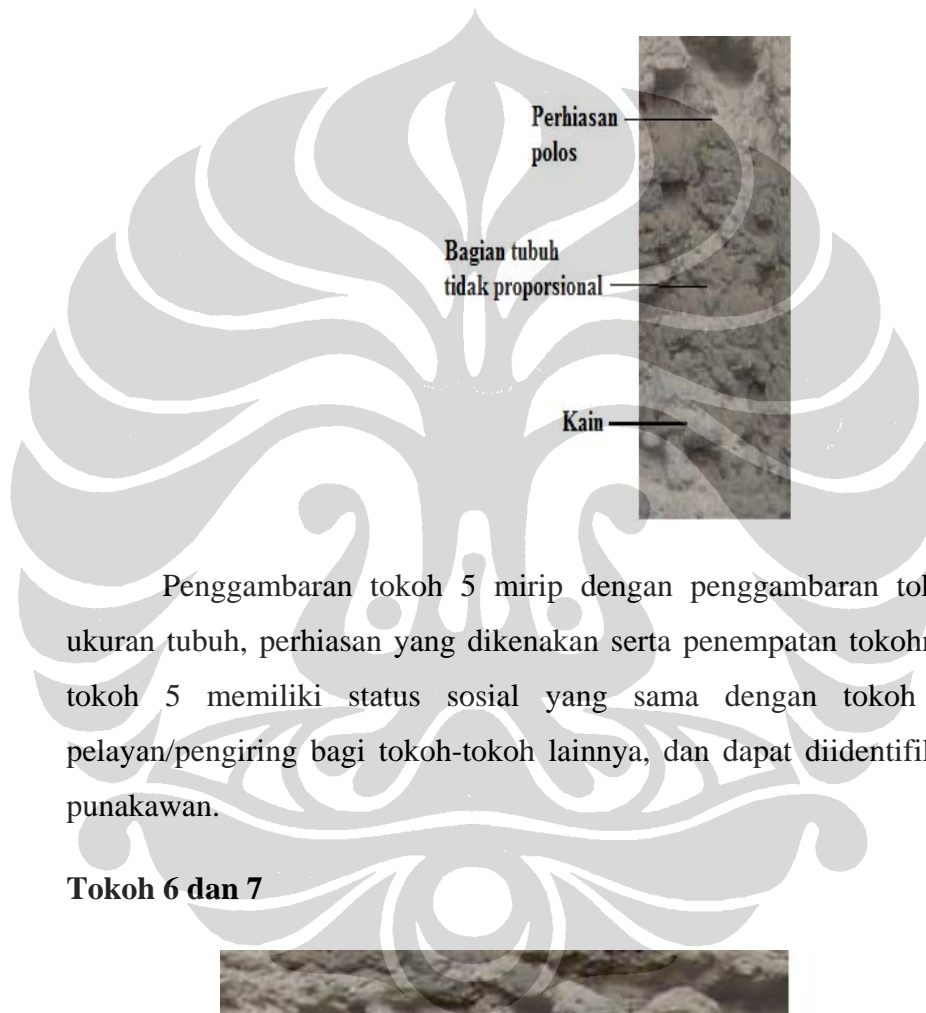 Perhiasan
polos
Bagian tubuh
tidak proporsional
Kain
Penggambaran tokoh 5 mirip dengan penggambaran
ukuran tubuh, perhiasan yang dikenakan serta penempatan
tokoh 5 memiliki status sosial yang sama dengan tokoh
pelayan/pengiring bagi tokoh-tokoh lainnya, dan dapat
punakawan.
Tokoh 6 dan 7